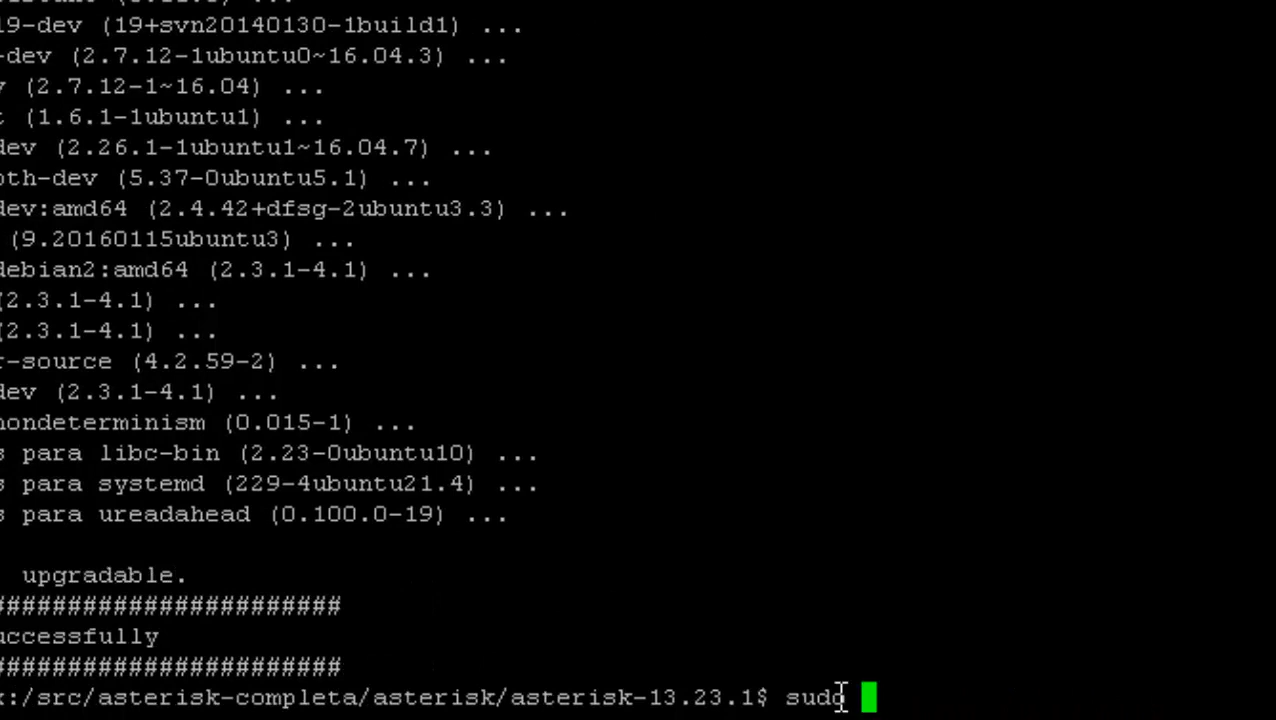 19-dev (19+svn20140130-1build1) ...
-dev (2.7.12-1ubuntu0~16.04.3) ...
(2.7.12-1~16.04) ...
(1.6.1-1ubuntu1) ...
dev (2.26.1-1ubuntu1~16.04.7) ...
oth-dev (5.37-0ubuntu5.1) ...
dev:amd64 (2.4.42+dfsg-2ubuntu3.3) ...
(9.20160115ubuntu3) ...
debian2:amd64 (2.3.1-4.1) ...
(2.3.1-4.1) ...
(2.3.1-4.1) ...
r-source (4.2.59-2) ...
dev (2.3.1-4.1) ...
nondeterminism (0.015-1) ...
s para libc-bin (2.23-0ubuntu10) ...
s para systemd (229-4ubuntu21.4) ...
s para ureadahead (0.100.0-19) ...
upgradable.
#######################
uccessfully
#######################
x:/src/asterisk-completa/asterisk/asterisk-13.23.1$ sudo